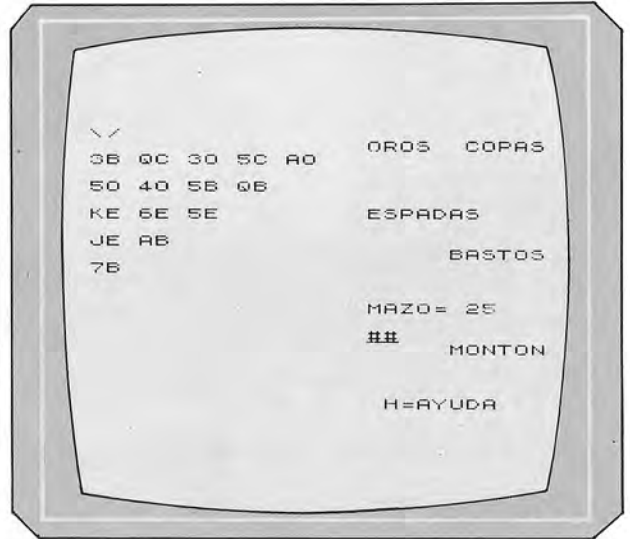 \/
3B QC 3O 5C AO
5O 4O 5B QB
KE 6E 5E
JE AB
7B
OROS COPAS
ESPADAS
BASTOS
MAZO= 25
##
MONTON
H=AYUDA